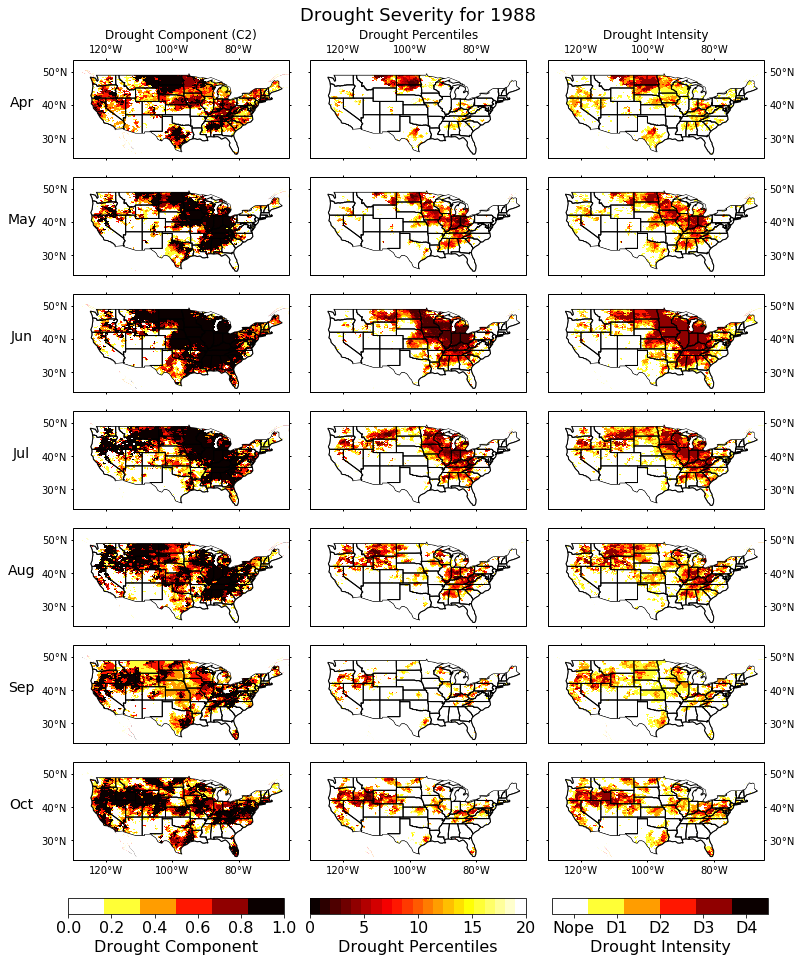 Drought Severity for 1988
Drought Component (C2) Drought Percentiles Drought Intensity
120°W 100°W 80°W 120°W 100°W 80°W 120°W 100°W 80°W
50°N 50°N
Apr 40°N 40°N
30°N 30°N
50°N 50°N
May 40°N 40°N
30°N 30°N
50°N 50°N
Jun 40°N 40°N
30°N 30°N
50°N 50°N
Jul 40°N 40°N
30°N 30°N
50°N 50°N
Aug 40°N 40°N
30°N 30°N
50°N 50°N
Sep 40°N 40°N
30°N 30°N
50°N 50°N
Oct 40°N 40°N
30°N 30°N
120°W 100°W 80°W 120°W 100°W 80°W 120°W 100°W 80°W
0.0 0.2 0.4 0.6 0.8 1.0 0 5 10 15 20 Nope D1 D2 D3 D4
Drought Component Drought Percentiles Drought Intensity